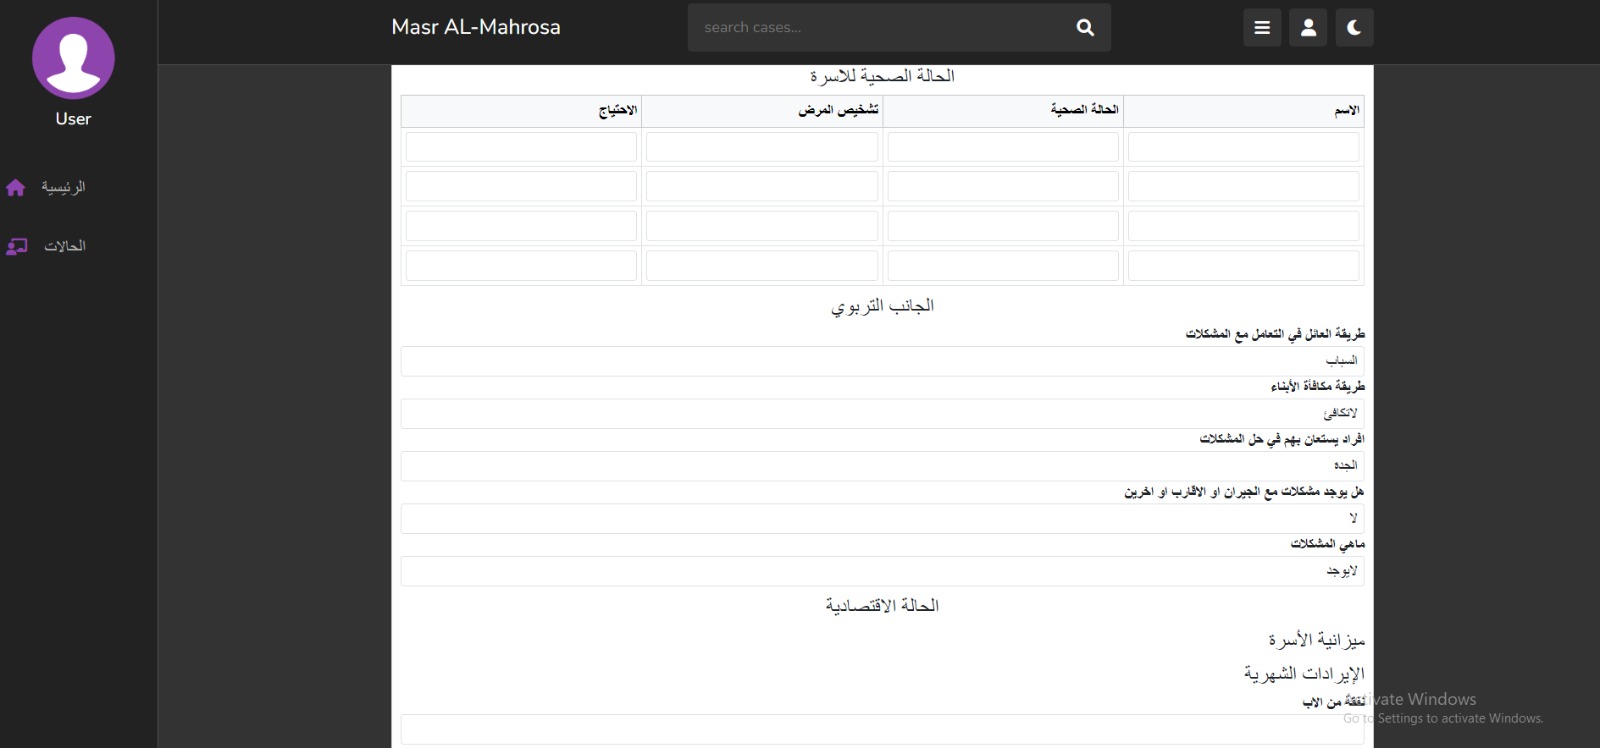 Masr AL-Mahrosa
search cases...
User
الرئيسية
الحالات
الحالة الصحية للاسرة
الاسم الحالة الصحية تشخيص المرض الاحتياج
الجانب التربوي
طريقة العائل في التعامل مع المشكلات
السباب
طريقة مكافأة الأبناء
لاتكافئ
افراد يستعان بهم في حل المشكلات
الجدة
هل يوجد مشكلات مع الجيران او الاقارب او اخرين
لا
ماهي المشكلات
لايوجد
الحالة الاقتصادية
ميزانية الأسرة
الإيرادات الشهرية
نفقة من الاب
Activate Windows
Go to Settings to activate Windows.